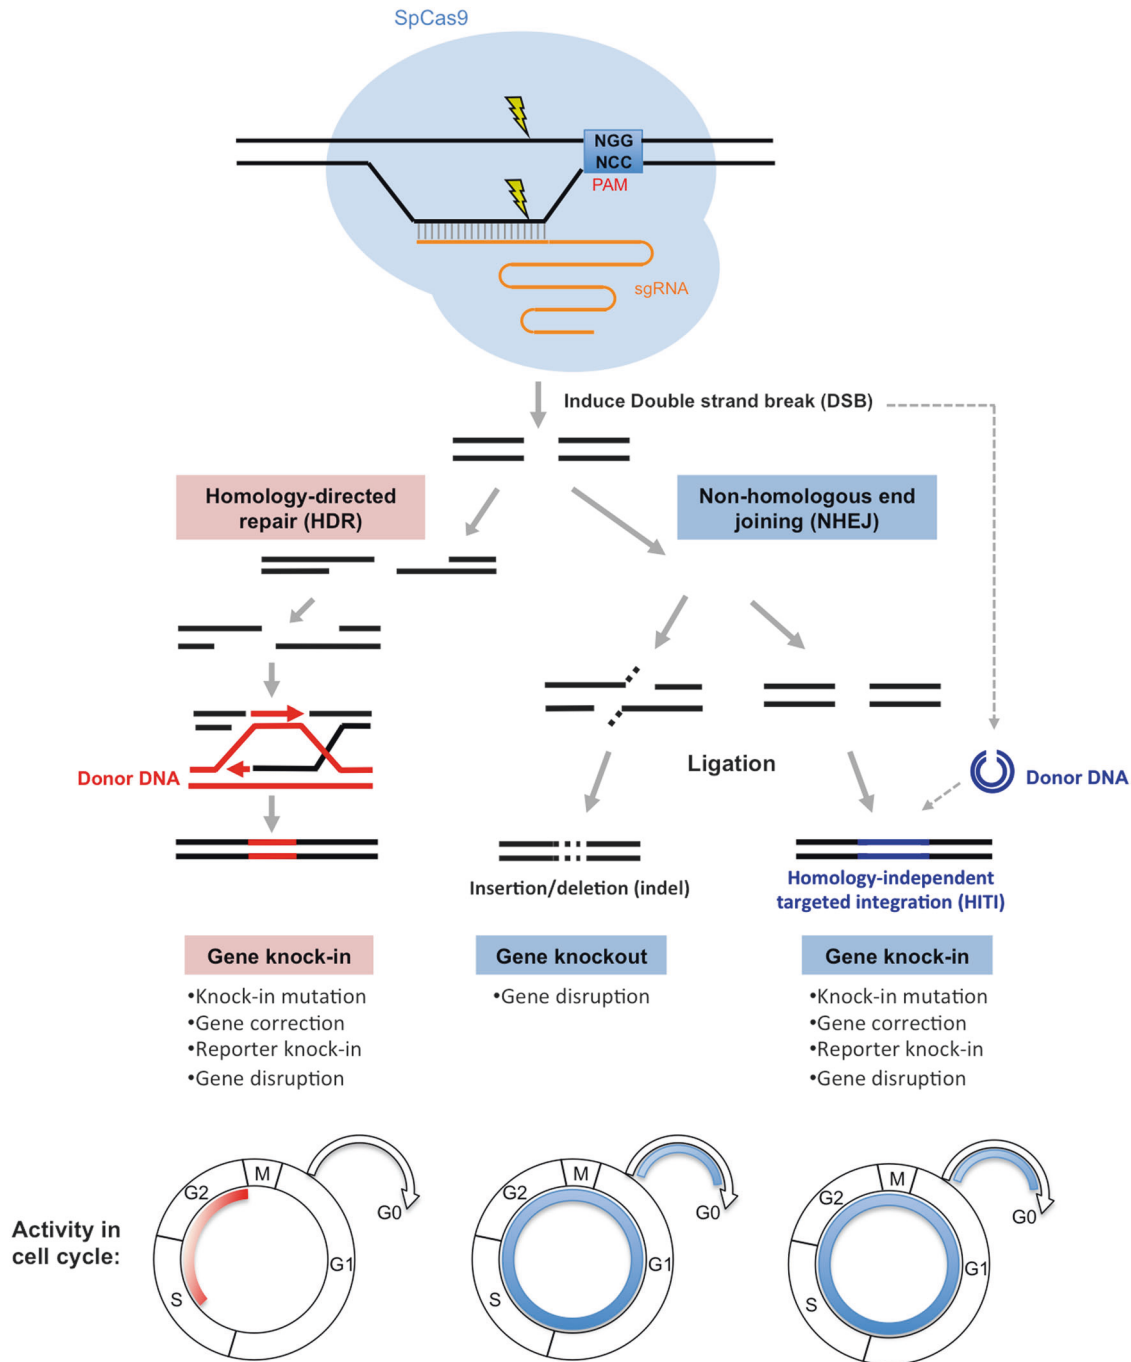 SpCas9
NGG
NCC
PAM
sgRNA
Induce Double strand break (DSB)
Homology-directed
repair (HDR)
Non-homologous end
joining (NHEJ)
Ligation
Donor DNA
Donor DNA
Insertion/deletion (indel)
Homology-independent
targeted integration (HITI)
Gene knock-in
•Knock-in mutation
•Gene correction
•Reporter knock-in
•Gene disruption
Gene knockout
•Gene disruption
Gene knock-in
•Knock-in mutation
•Gene correction
•Reporter knock-in
•Gene disruption
Activity in
cell cycle:
M
G2
G0
G1
S
M
G2
G0
G1
S
M
G2
G0
G1
S